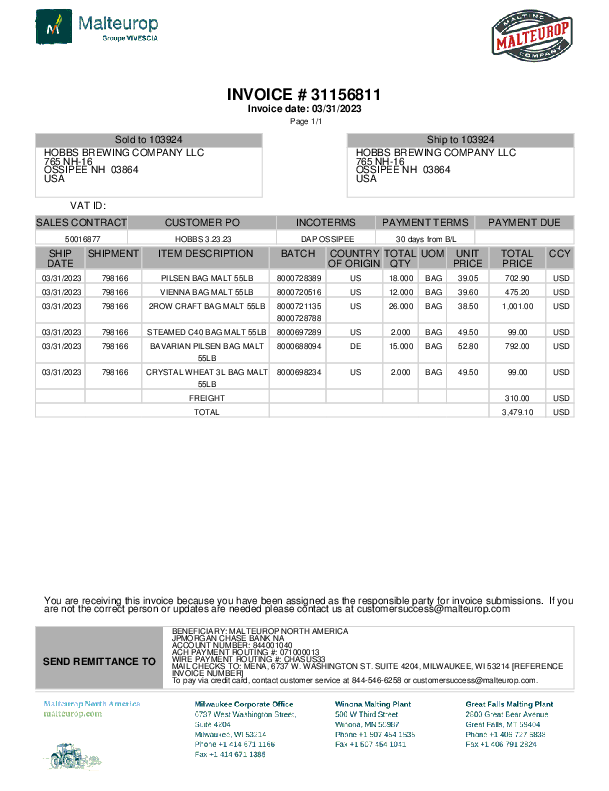 Malteurop
Groupe VIVESCIA
MALTING
MALTEUROP
COMPANY
INVOICE # 31156811
Invoice date: 03/31/2023
Page 1/1
Sold to 103924
HOBBS BREWING COMPANY LLC
765 NH-16
OSSIPEE NH 03864
USA
Ship to 103924
HOBBS BREWING COMPANY LLC
765 NH-16
OSSIPEE NH 03864
USA
VAT ID:
SALES CONTRACT CUSTOMER PO INCOTERMS PAYMENT TERMS PAYMENT DUE
50016877 HOBBS 3.23.23 DAP OSSIPEE 30 days from B/L
SHIP DATE SHIPMENT ITEM DESCRIPTION BATCH COUNTRY OF ORIGIN TOTAL QTY UOM UNIT PRICE TOTAL PRICE CCY
03/31/2023 798166 PILSEN BAG MALT 55LB 8000728389 US 18.000 BAG 39.05 702.90 USD
03/31/2023 798166 VIENNA BAG MALT 55LB 8000720516 US 12.000 BAG 39.60 475.20 USD
03/31/2023 798166 2ROW CRAFT BAG MALT 55LB 8000721135 US 26.000 BAG 38.50 1,001.00 USD
8000728788
03/31/2023 798166 STEAMED C40 BAG MALT 55LB 8000697289 US 2.000 BAG 49.50 99.00 USD
03/31/2023 798166 BAVARIAN PILSEN BAG MALT 8000688094 DE 15.000 BAG 52.80 792.00 USD
55LB
03/31/2023 798166 CRYSTAL WHEAT 3L BAG MALT 8000698234 US 2.000 BAG 49.50 99.00 USD
55LB
FREIGHT 310.00 USD
TOTAL 3,479.10 USD
You are receiving this invoice because you have been assigned as the responsible party for invoice submissions. If you
are not the correct person or updates are needed please contact us at customersuccess@malteurop.com
SEND REMITTANCE TO
BENEFICIARY: MALTEUROP NORTH AMERICA
JPMORGAN CHASE BANK NA
ACCOUNT NUMBER: 844001040
ACH PAYMENT ROUTING #: 071000013
WIRE PAYMENT ROUTING #: CHASUS33
MAIL CHECKS TO: MENA, 6737 W. WASHINGTON ST. SUITE 4204, MILWAUKEE, WI 53214 [REFERENCE
INVOICE NUMBER]
To pay via credit card, contact customer service at 844-546-6258 or customersuccess@malteurop.com.
Malteurop North America
malteurop.com
Milwaukee Corporate Office
6737 West Washington Street,
Suite 4204
Milwaukee, WI 53214
Phone +1 414 671 1166
Fax +1 414 671 1385
Winona Malting Plant
500 W Third Street
Winona, MN 55987
Phone +1 507 454 1535
Fax +1 507 454 1041
Great Falls Malting Plant
2800 Great Bear Avenue
Great Falls, MT 59404
Phone +1 406 727 6838
Fax +1 406 791 2824